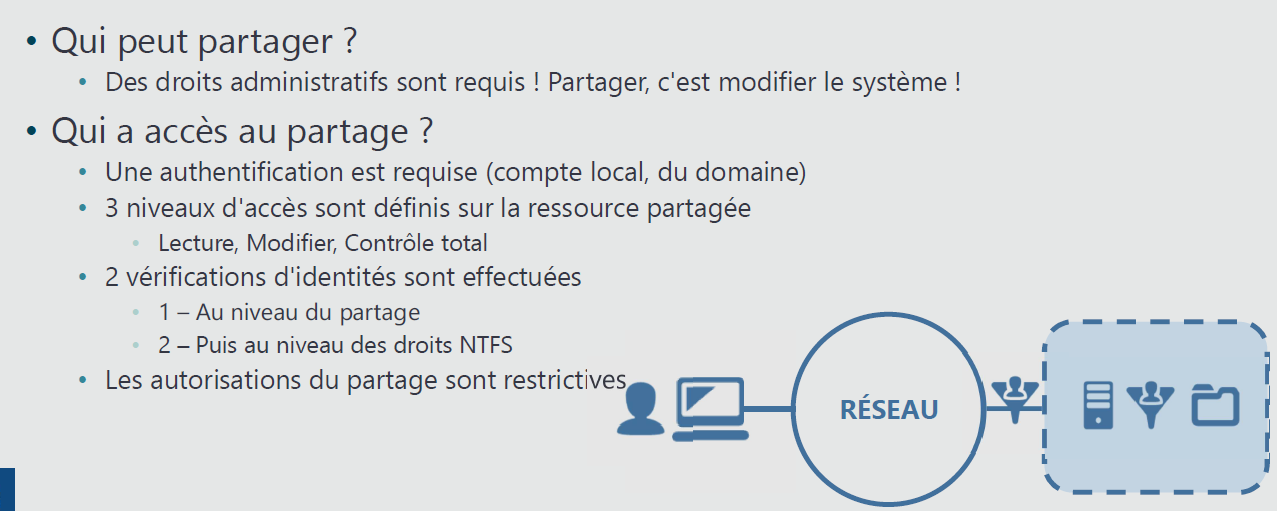 • Qui peut partager ?
• Des droits administratifs sont requis ! Partager, c'est modifier le système !
• Qui a accès au partage ?
• Une authentification est requise (compte local, du domaine)
• 3 niveaux d'accès sont définis sur la ressource partagée
• Lecture, Modifier, Contrôle total
• 2 vérifications d'identités sont effectuées
• 1 – Au niveau du partage
• 2 – Puis au niveau des droits NTFS
• Les autorisations du partage sont restrictives
RÉSEAU